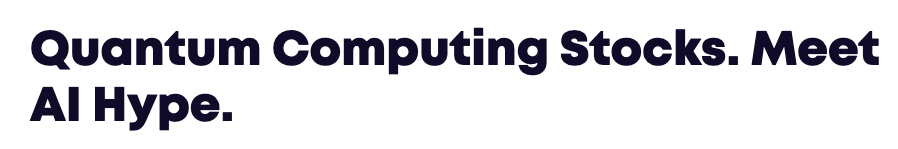 Quantum Computing Stocks. Meet
AI Hype.